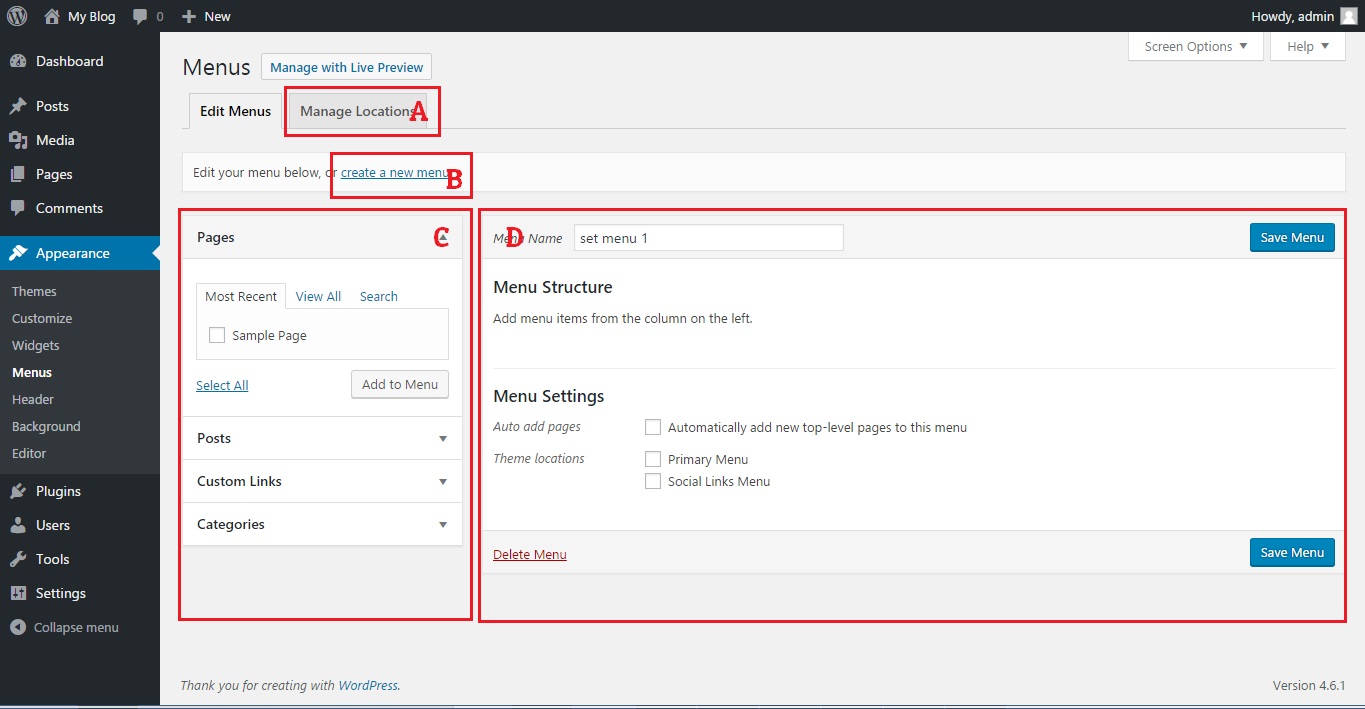 My Blog 0 New Howdy, admin
Dashboard
Posts
Media
Pages
Comments
Appearance
Themes
Customize
Widgets
Menus
Header
Background
Editor
Plugins
Users
Tools
Settings
Collapse menu
Screen Options Help
Menus Manage with Live Preview
Edit Menus Manage Locations A
Edit your menu below, or create a new menu B
Pages C
Most Recent View All Search
Sample Page
Select All Add to Menu
Posts
Custom Links
Categories
Menu Name D set menu 1 Save Menu
Menu Structure
Add menu items from the column on the left.
Menu Settings
Auto add pages Automatically add new top-level pages to this menu
Theme locations Primary Menu
Social Links Menu
Delete Menu Save Menu
Thank you for creating with WordPress. Version 4.6.1